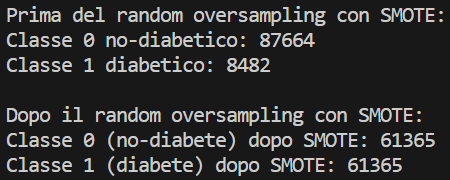 Prima del random oversampling con SMOTE:
Classe 0 no-diabetico: 87664
Classe 1 diabetico: 8482
Dopo il random oversampling con SMOTE:
Classe 0 (no-diabete) dopo SMOTE: 61365
Classe 1 (diabete) dopo SMOTE: 61365